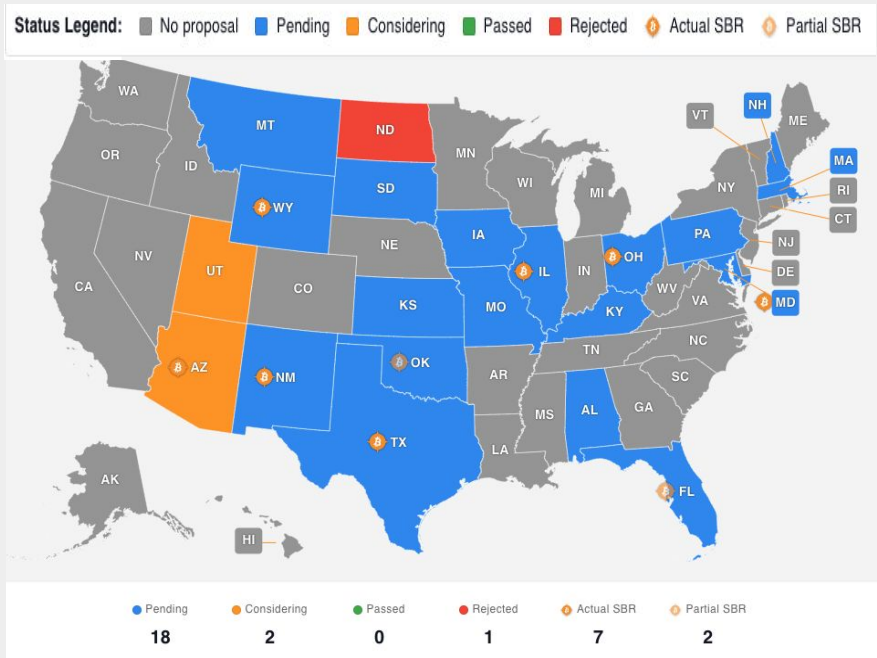 Status Legend: No proposal Pending Considering Passed Rejected Actual SBR Partial SBR
WA
MT
ND
MN
VT
NH
ME
OR
ID
SD
WI
MI
NY
MA
RI
CT
WY
IA
PA
NJ
NV
UT
NE
IL
IN
OH
DE
CA
CO
KS
MO
WV
VA
MD
KY
AZ
NM
OK
AR
TN
NC
SC
TX
LA
MS
AL
GA
FL
AK
HI
Pending Considering Passed Rejected Actual SBR Partial SBR
18 2 0 1 7 2